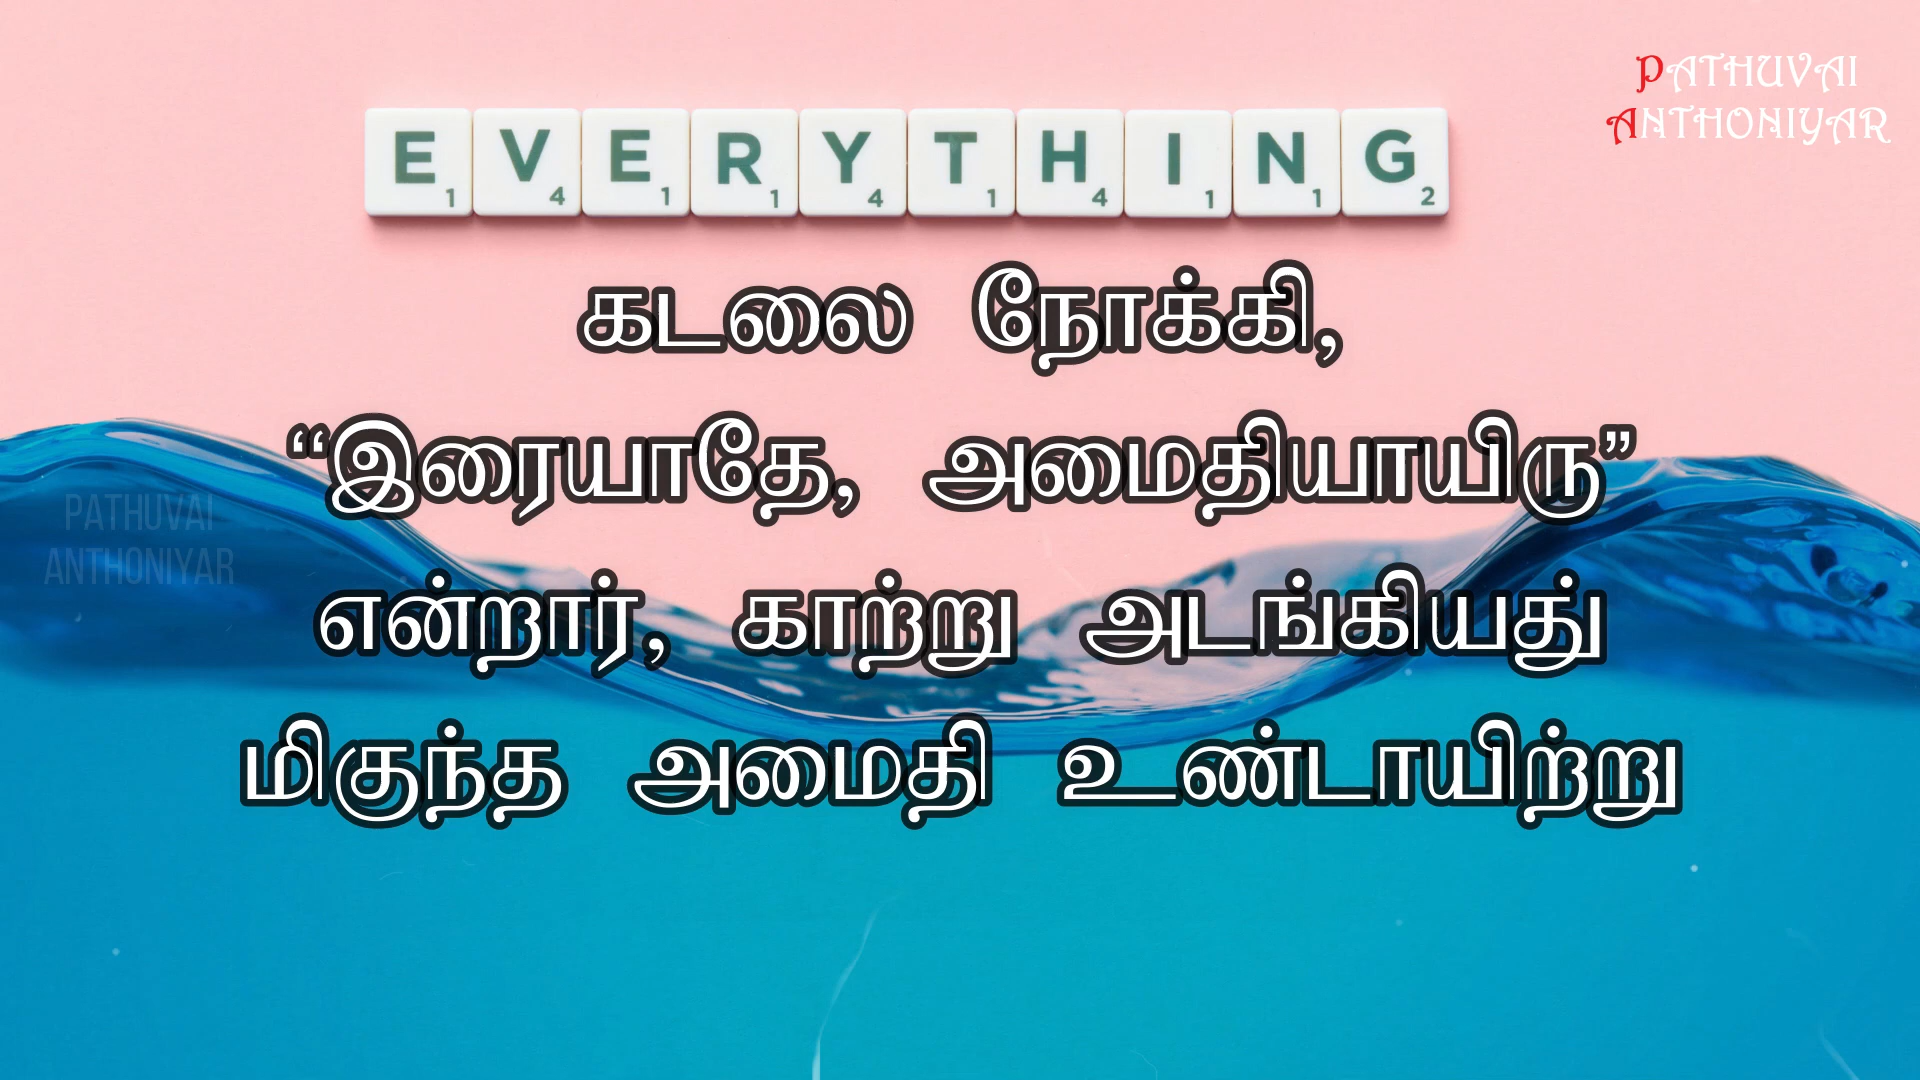 PATHUVAI
ANTHONIYAR
EVERYTHING
கடலை நோக்கி,
“இரையாதே, அமைதியாயிரு”
என்றார், காற்று அடங்கியது
மிகுந்த அமைதி உண்டாயிற்று
PATHUVAI
ANTHONIYAR